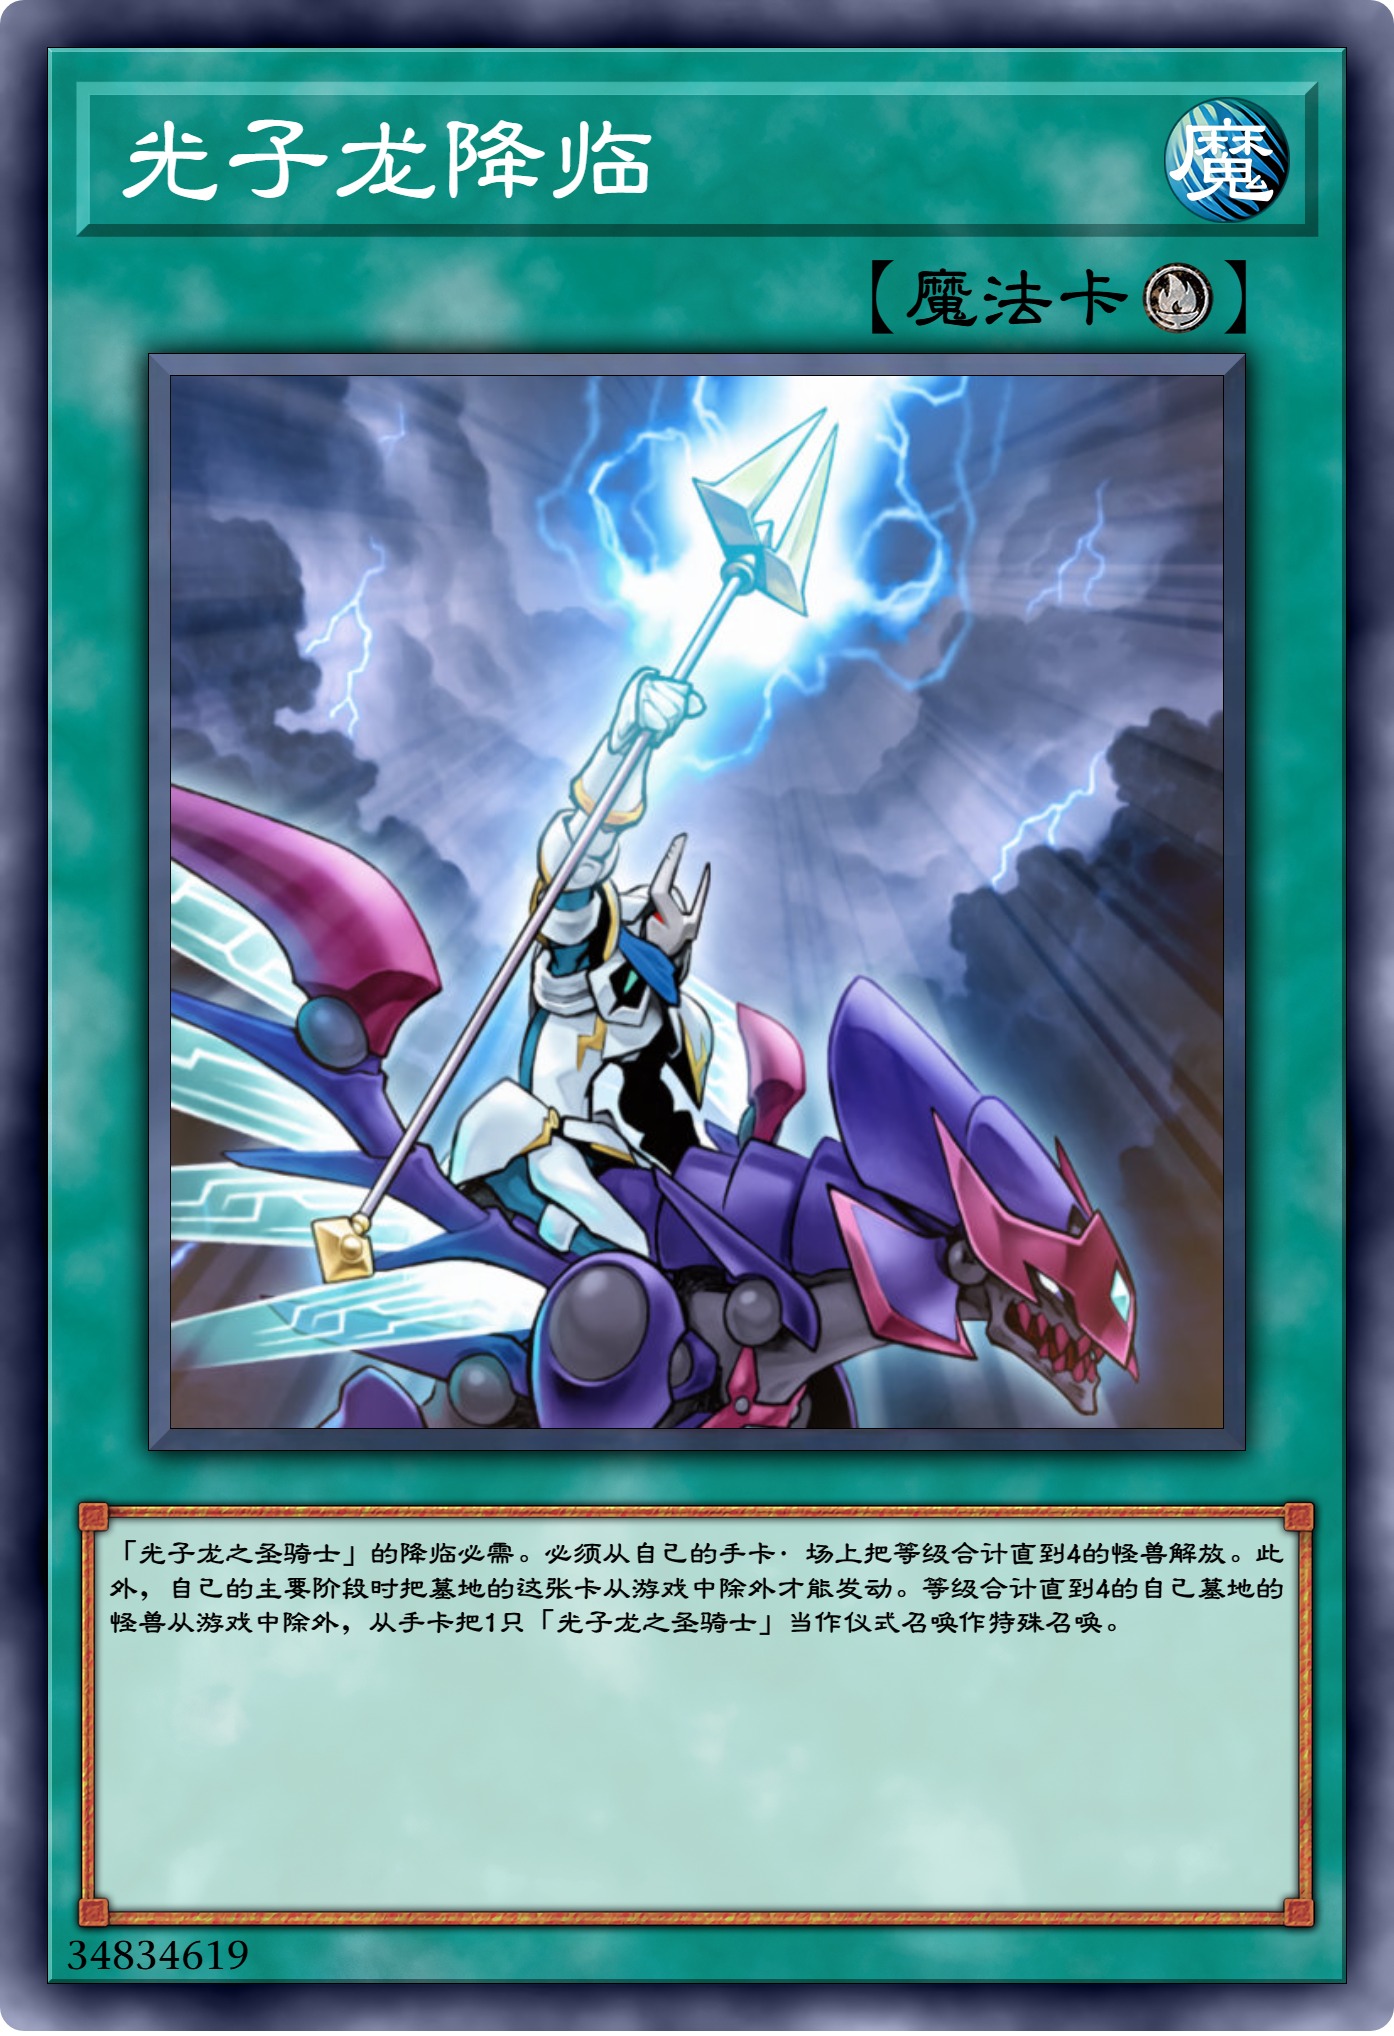 光子龙降临
魔
【魔法卡】
「光子龙之圣骑士」的降临必需。必须从自己的手卡·场上把等级合计直到4的怪兽解放。此
外，自己的主要阶段时把墓地的这张卡从游戏中除外才能发动。等级合计直到4的自己墓地的
怪兽从游戏中除外，从手卡把1只「光子龙之圣骑士」当作仪式召唤作特殊召唤。
34834619